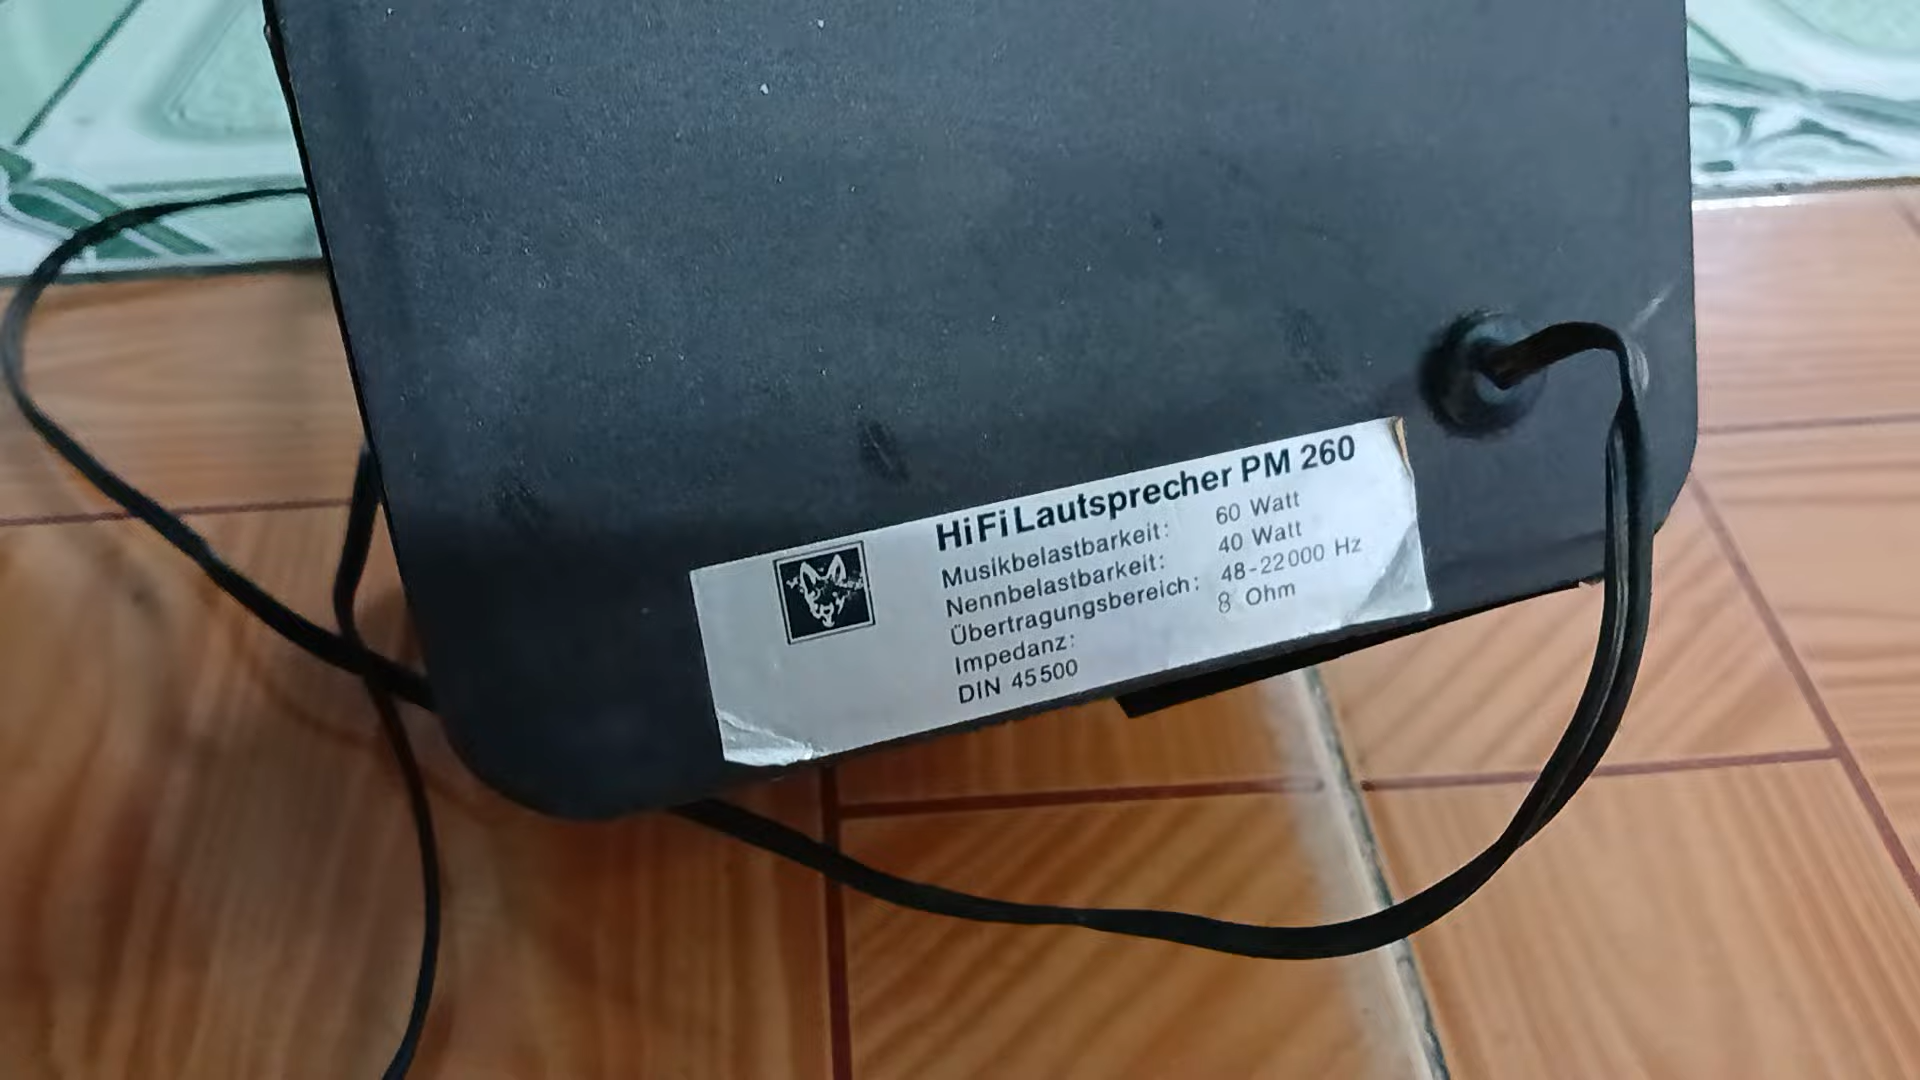 HiFi Lautsprecher PM 260
Musikbelastbarkeit: 60 Watt
Nennbelastbarkeit: 40 Watt
Übertragungsbereich: 48-22000 Hz
Impedanz: 8 Ohm
DIN 45500